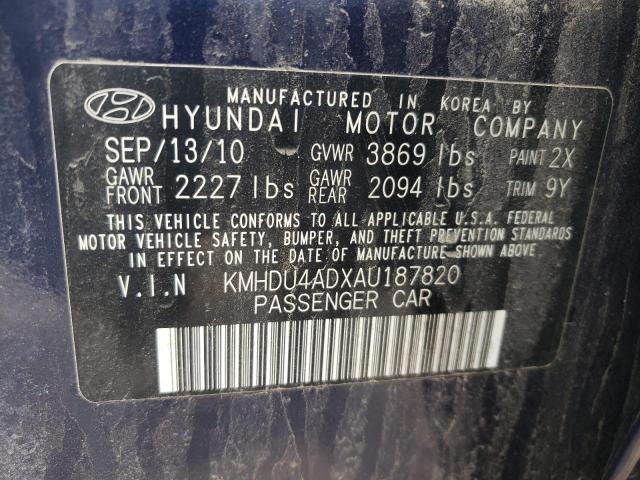 MANUFACTURED IN KOREA BY
HYUNDAI MOTOR COMPANY
SEP/13/10 GVWR 3869 lbs PAINT 2X
GAWR FRONT 2227 lbs GAWR REAR 2094 lbs TRIM 9Y
THIS VEHICLE CONFORMS TO ALL APPLICABLE U.S.A. FEDERAL
MOTOR VEHICLE SAFETY, BUMPER, AND THEFT PREVENTION STANDARDS
IN EFFECT ON THE DATE OF MANUFACTURE SHOWN ABOVE
V.I.N KMHDU4ADXAU187820
PASSENGER CAR